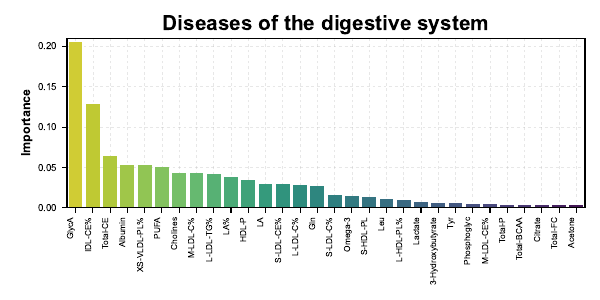 Diseases of the digestive system
Importance
0.20
0.15
0.10
0.05
0.00
GlycA
IDL-CE%
Total-CE
Albumin
XS-VLDL-PL%
PUFA
Cholines
M-LDL-C%
L-LDL-TG%
LA%
HDL-P
LA
S-LDL-CE%
L-LDL-C%
Gln
S-LDL-C%
Omega-3
S-HDL-PL
Leu
L-HDL-PL%
Lactate
3-Hydroxybutyrate
Tyr
Phosphoglyc
M-LDL-CE%
Total-P
Total-BCAA
Citrate
Total-FC
Acetone